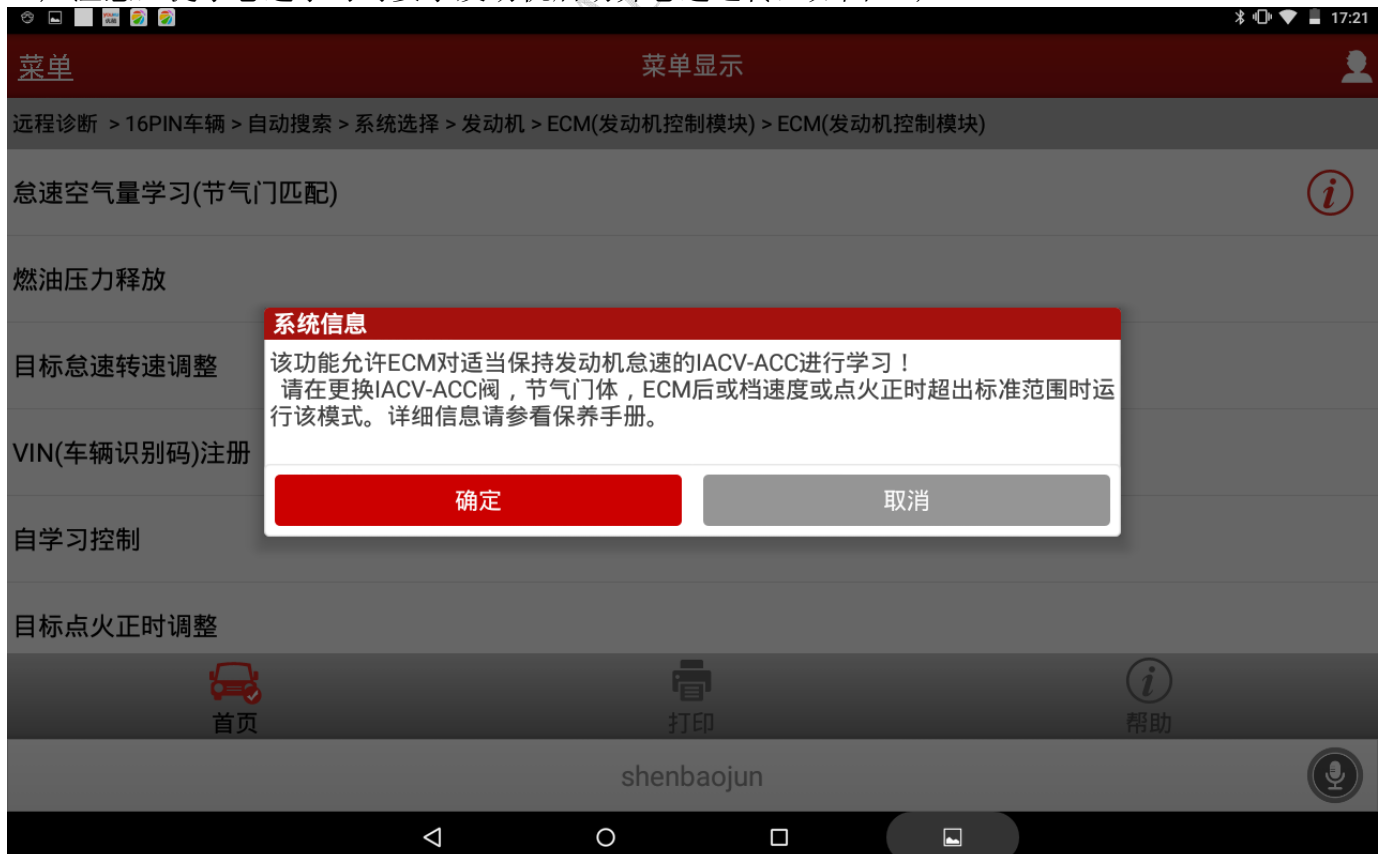 17:21
菜单
菜单显示
远程诊断 > 16PIN车辆 > 自动搜索 > 系统选择 > 发动机 > ECM(发动机控制模块) > ECM(发动机控制模块)
怠速空气量学习(节气门匹配)
燃油压力释放
目标怠速转速调整
VIN(车辆识别码)注册
自学习控制
目标点火正时调整
系统信息
该功能允许ECM对适当保持发动机怠速的IACV-ACC进行学习！
请在更换IACV-ACC阀，节气门体，ECM后或档速度或点火正时超出标准范围时运
行该模式。详细信息请参看保养手册。
确定
取消
首页
打印
帮助
shenbaojun